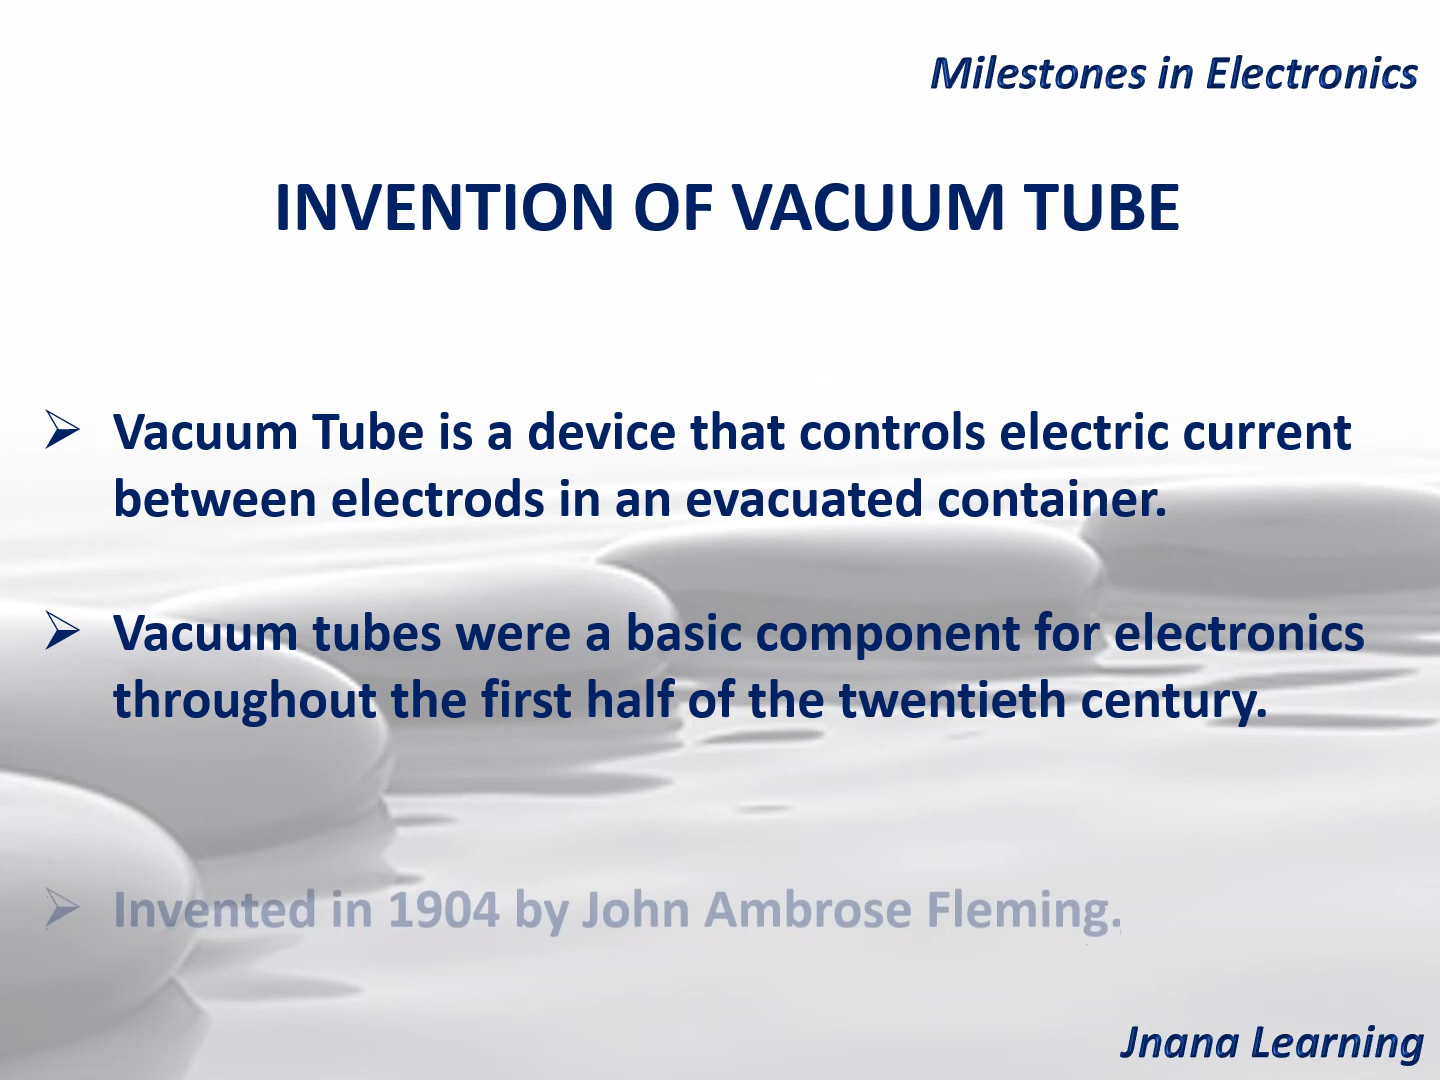 Milestones in Electronics
INVENTION OF VACUUM TUBE
➢ Vacuum Tube is a device that controls electric current
between electrods in an evacuated container.
➢ Vacuum tubes were a basic component for electronics
throughout the first half of the twentieth century.
➢ Invented in 1904 by John Ambrose Fleming.
Jnana Learning